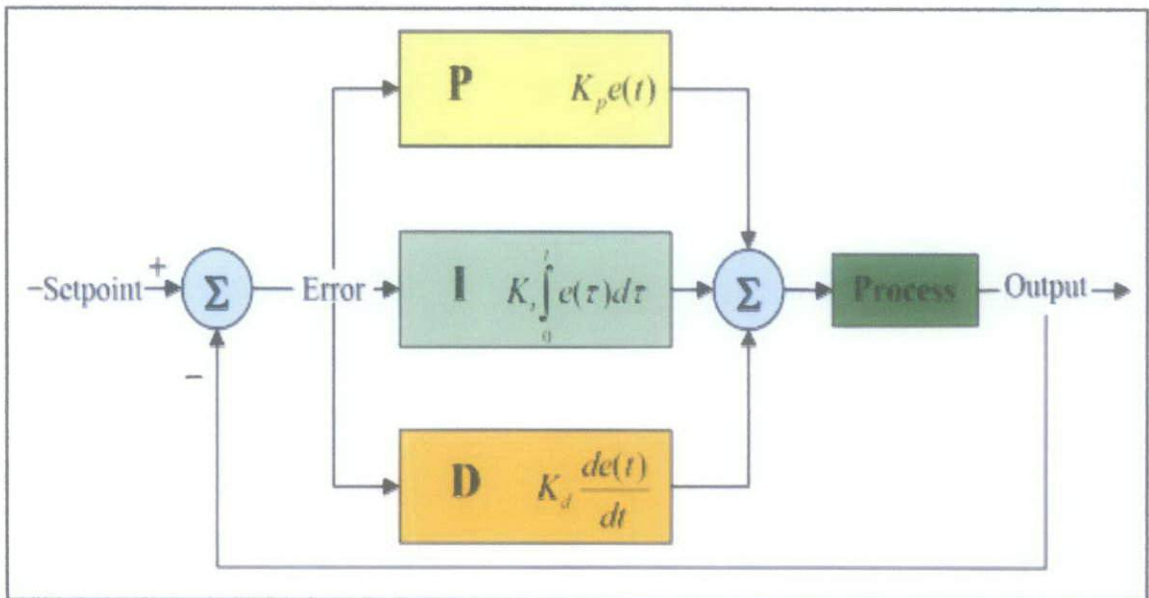 P K_p e(t)
+
–Setpoint Σ Error I K_i ∫_0^t e(τ)dτ Σ Process Output
–
D K_d de(t)/dt